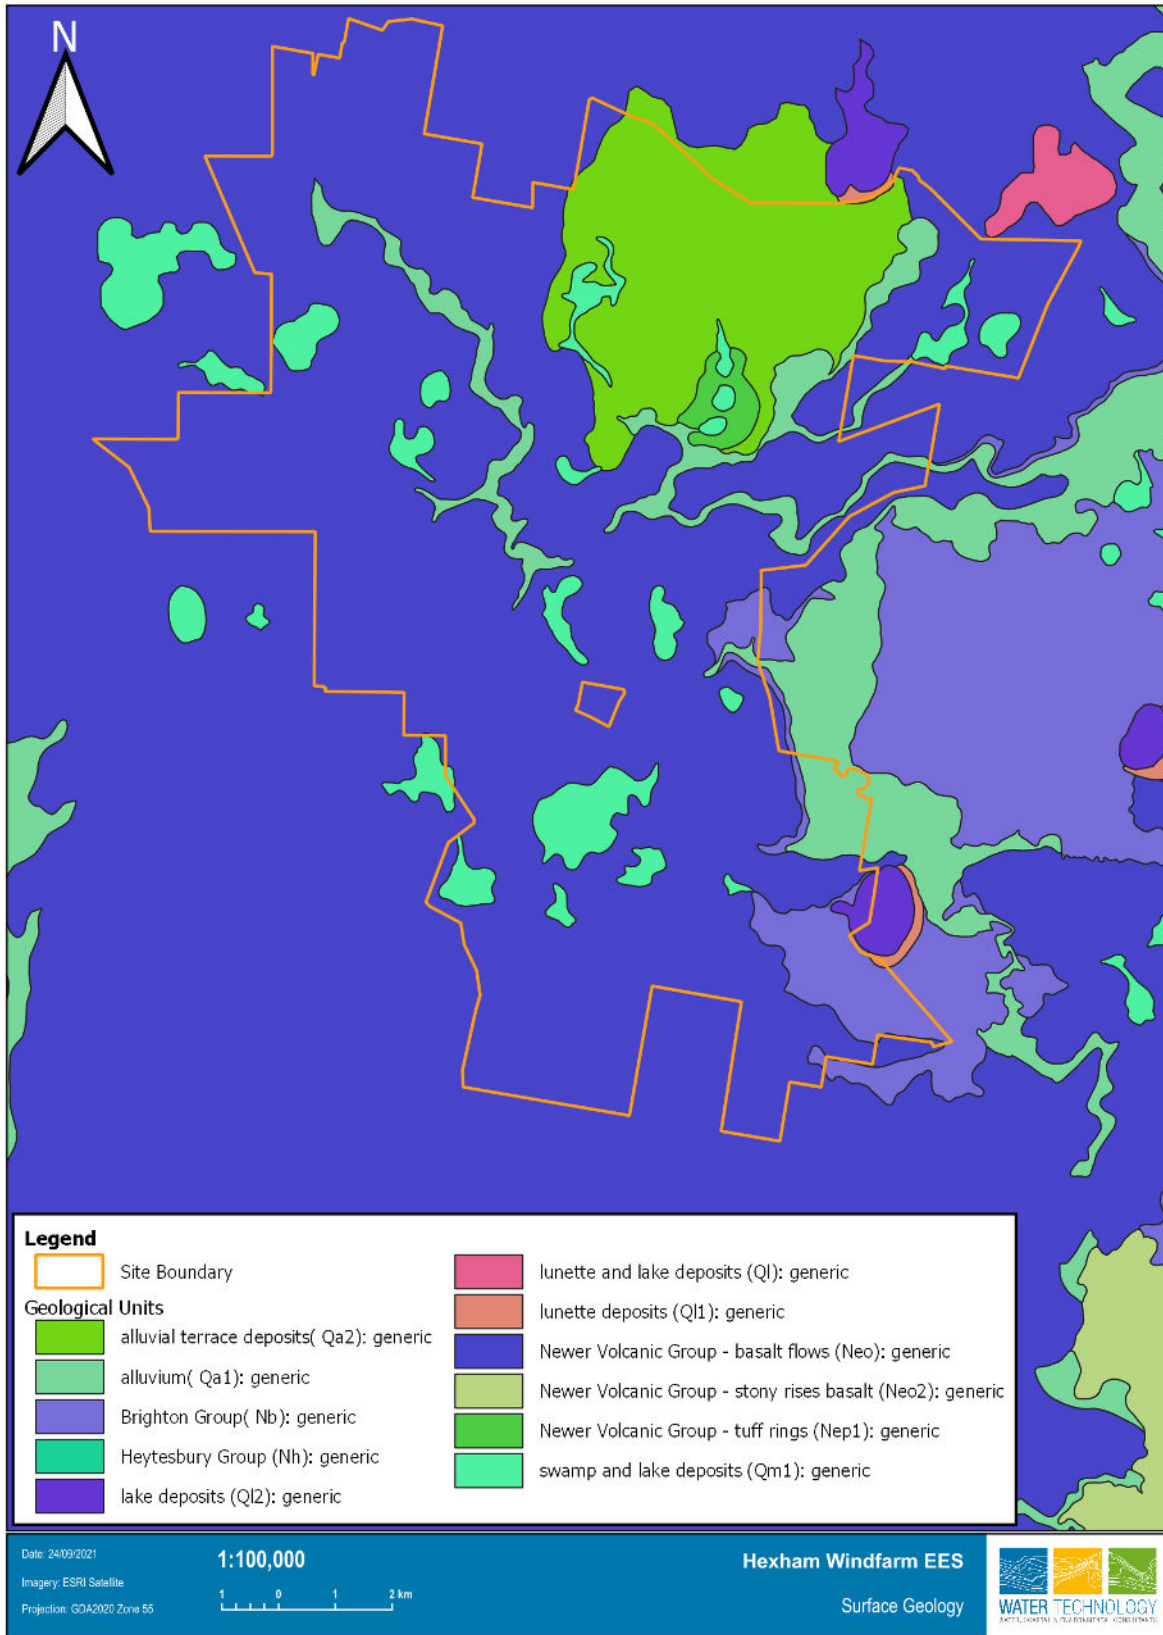 N
Legend
Site Boundary
Geological Units
alluvial terrace deposits( Qa2): generic
alluvium( Qa1): generic
Brighton Group( Nb): generic
Heytesbury Group (Nh): generic
lake deposits (Ql2): generic
lunette and lake deposits (Ql): generic
lunette deposits (Ql1): generic
Newer Volcanic Group - basalt flows (Neo): generic
Newer Volcanic Group - stony rises basalt (Neo2): generic
Newer Volcanic Group - tuff rings (Nep1): generic
swamp and lake deposits (Qm1): generic
Date: 24/09/2021
Imagery: ESRI Satellite
Projection: GDA2020 Zone 55
1:100,000
1 0 1 2 km
Hexham Windfarm EES
Surface Geology
WATER TECHNOLOGY
WATER, COASTAL & ENVIRONMENTAL CONSULTANTS